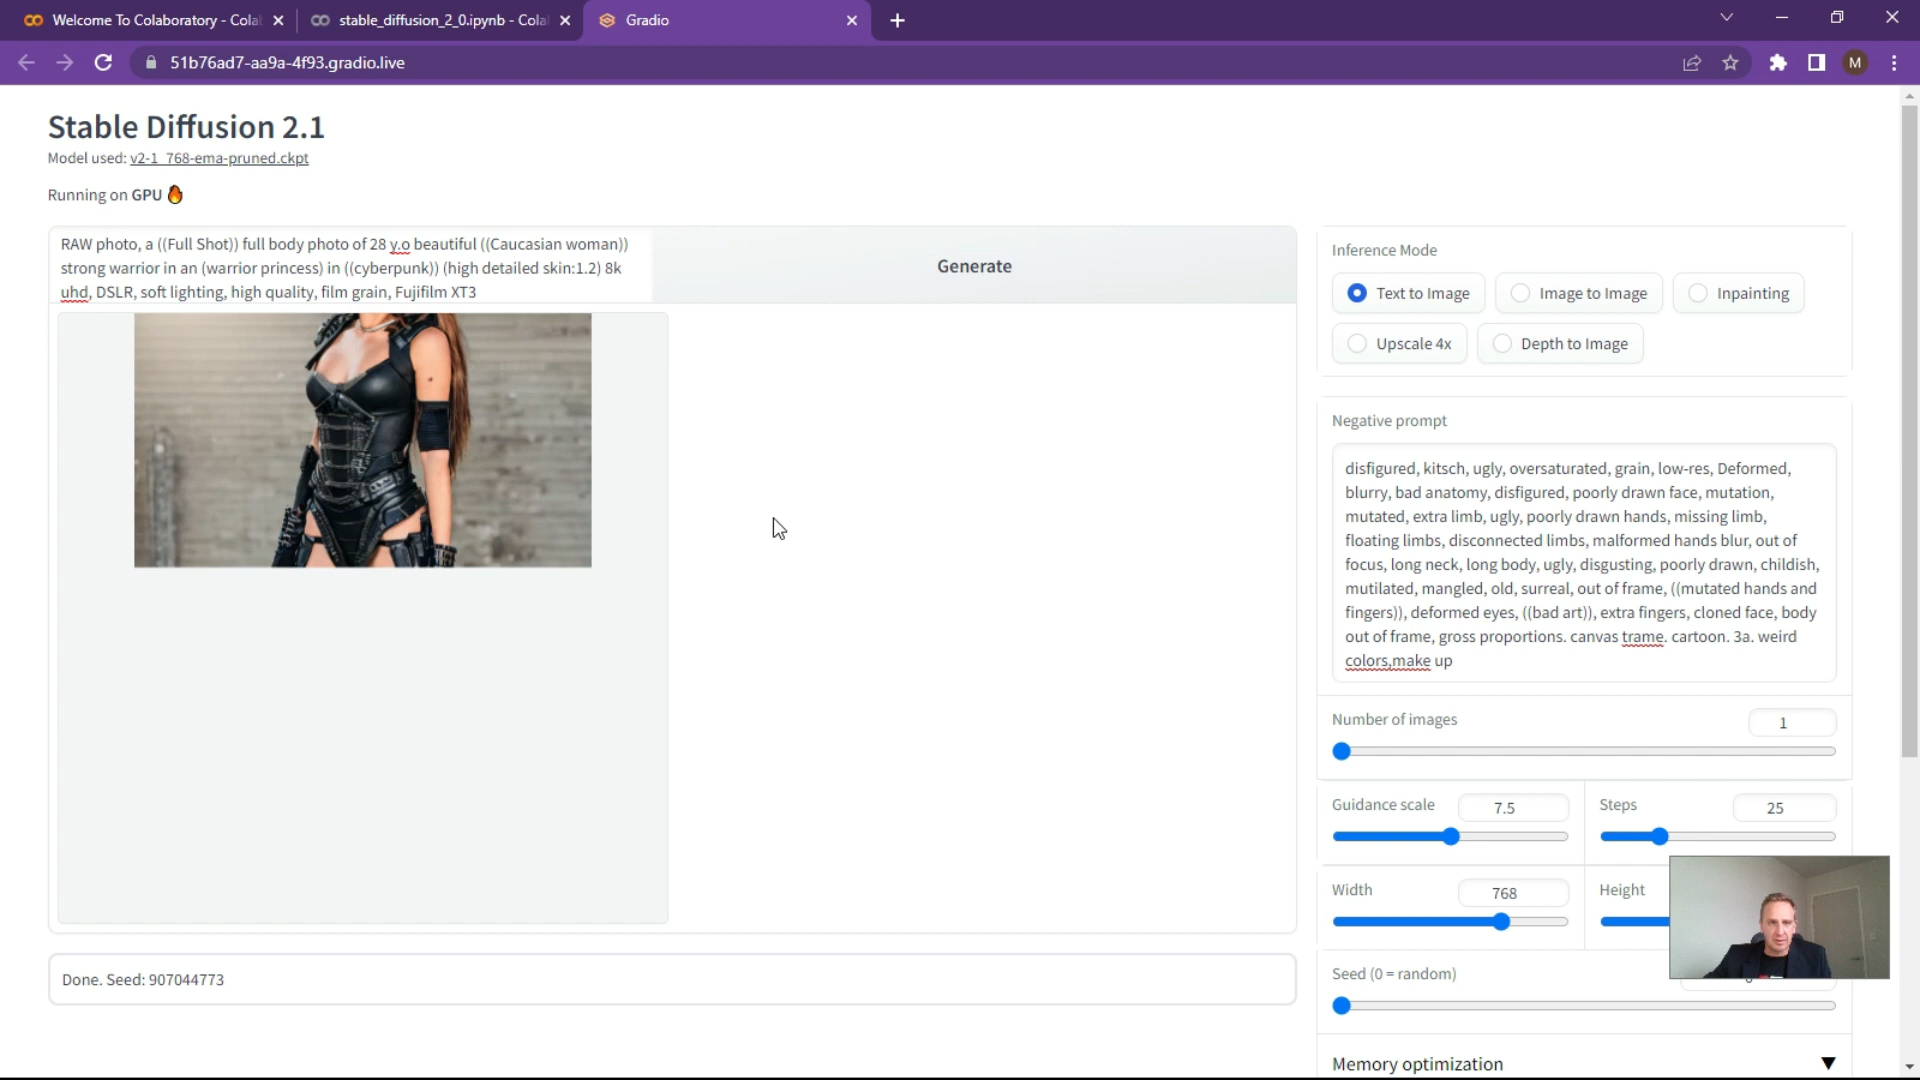 Welcome To Colaboratory - Cola
stable_diffusion_2_0.ipynb - Cola
Gradio
51b76ad7-aa9a-4f93.gradio.live
M
Stable Diffusion 2.1
Model used: v2-1_768-ema-pruned.ckpt
Running on GPU
RAW photo, a ((Full Shot)) full body photo of 28 y.o beautiful ((Caucasian woman))
strong warrior in an (warrior princess) in ((cyberpunk)) (high detailed skin:1.2) 8k
uhd, DSLR, soft lighting, high quality, film grain, Fujifilm XT3
Generate
Done. Seed: 907044773
Inference Mode
Text to Image
Image to Image
Inpainting
Upscale 4x
Depth to Image
Negative prompt
disfigured, kitsch, ugly, oversaturated, grain, low-res, Deformed,
blurry, bad anatomy, disfigured, poorly drawn face, mutation,
mutated, extra limb, ugly, poorly drawn hands, missing limb,
floating limbs, disconnected limbs, malformed hands blur, out of
focus, long neck, long body, ugly, disgusting, poorly drawn, childish,
mutilated, mangled, old, surreal, out of frame, ((mutated hands and
fingers)), deformed eyes, ((bad art)), extra fingers, cloned face, body
out of frame, gross proportions. canvas trame. cartoon. 3a. weird
colors,make up
Number of images
1
Guidance scale
7.5
Steps
25
Width
768
Height
Seed (0 = random)
Memory optimization